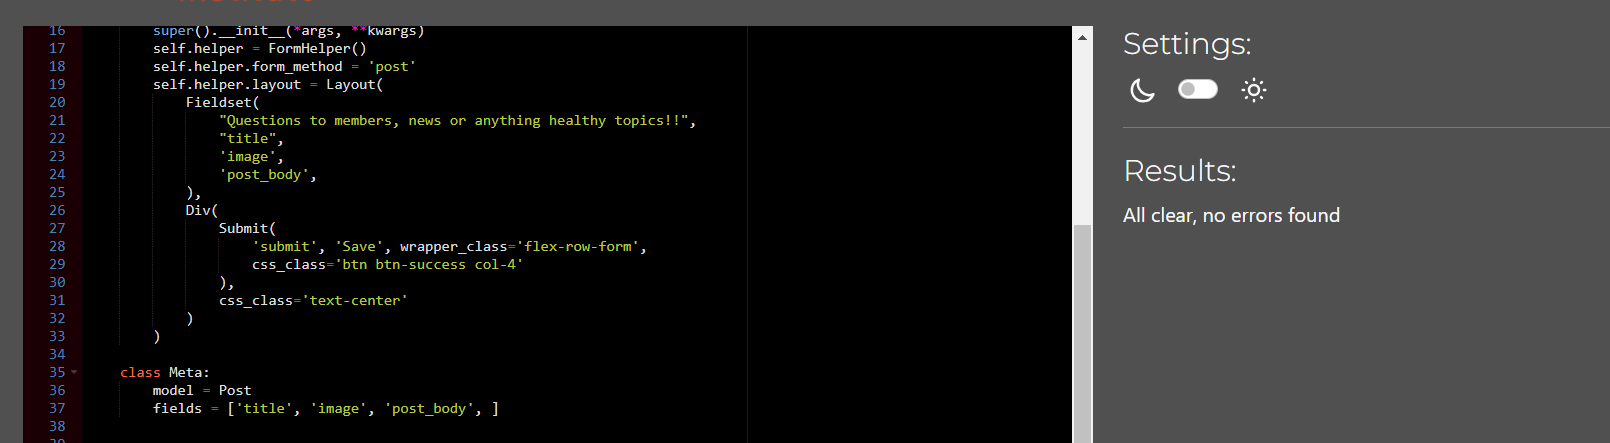 16 super().__init__(*args, **kwargs)
17 self.helper = FormHelper()
18 self.helper.form_method = 'post'
19 self.helper.layout = Layout(
20 Fieldset(
21 "Questions to members, news or anything healthy topics!!",
22 "title",
23 'image',
24 'post_body',
25 ),
26 Div(
27 Submit(
28 'submit', 'Save', wrapper_class='flex-row-form',
29 css_class='btn btn-success col-4'
30 ),
31 css_class='text-center'
32 )
33 )
34
35 class Meta:
36 model = Post
37 fields = ['title', 'image', 'post_body', ]
38
Settings:
Results:
All clear, no errors found